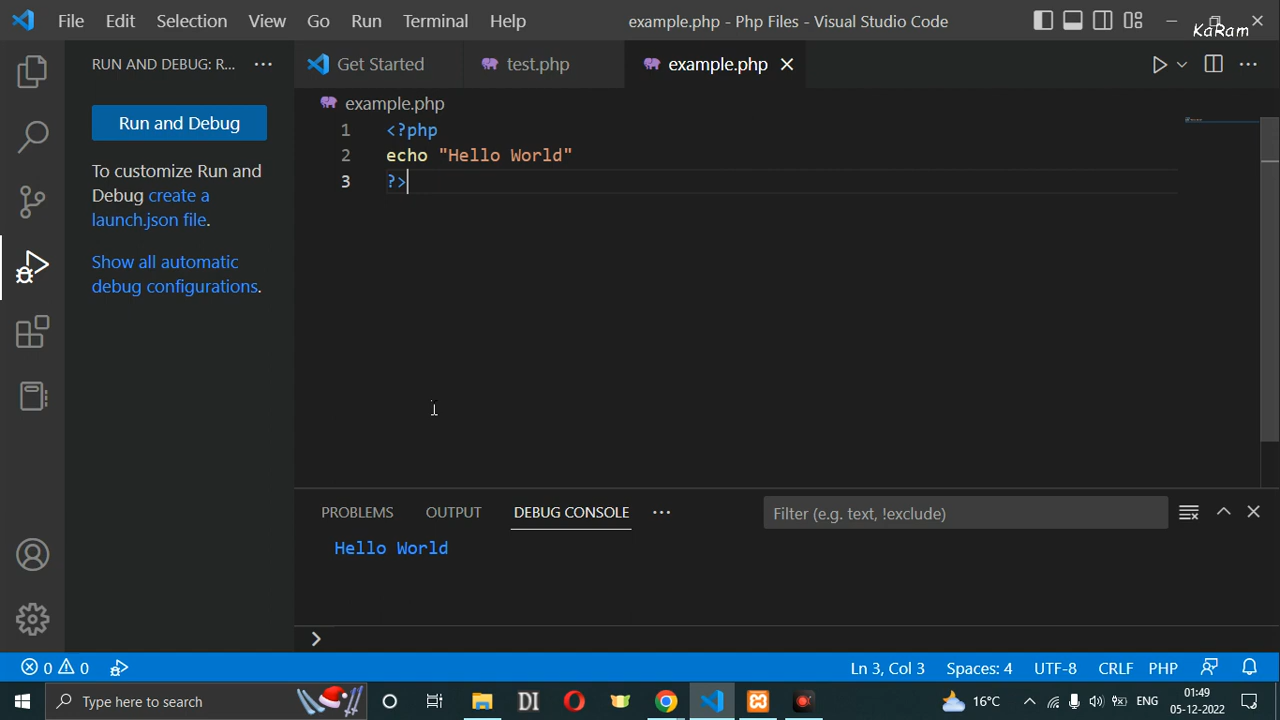 File Edit Selection View Go Run Terminal Help example.php - Php Files - Visual Studio Code
KaRam
RUN AND DEBUG: R... ...
Get Started test.php example.php
Run and Debug
To customize Run and
Debug create a
launch.json file.
Show all automatic
debug configurations.
example.php
1 <?php
2 echo "Hello World"
3 ?>
PROBLEMS OUTPUT DEBUG CONSOLE ... Filter (e.g. text, !exclude)
Hello World
>
0 0 Ln 3, Col 3 Spaces: 4 UTF-8 CRLF PHP
Type here to search DI 16°C ENG 01:49
05-12-2022